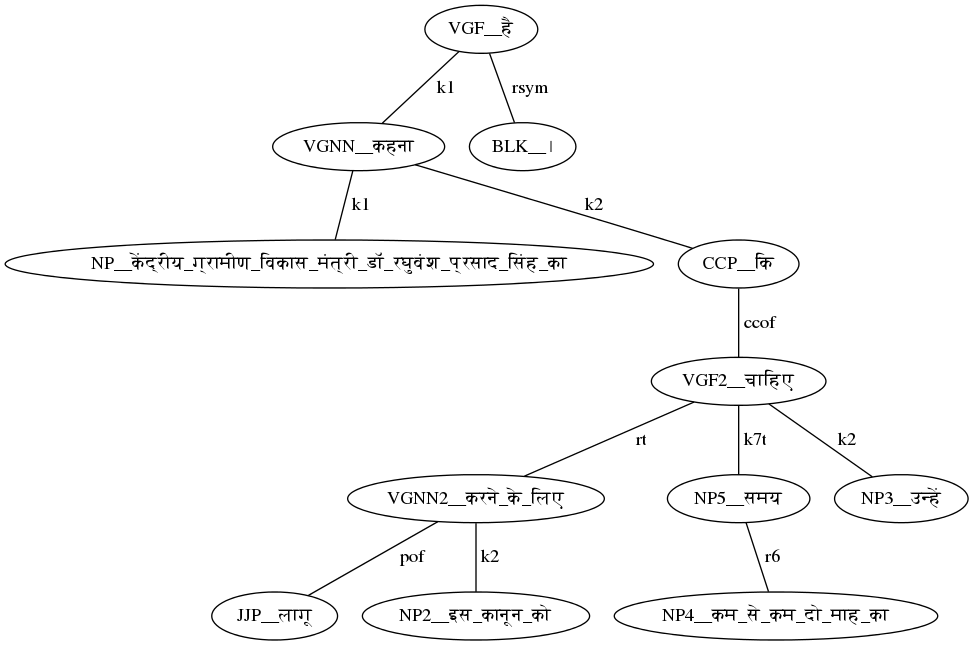 VGF__है
k1 rsym
VGNN__कहना BLK__।
k1 k2
NP__केंद्रीय_ग्रामीण_विकास_मंत्री_डॉ_रघुवंश_प्रसाद_सिंह_का CCP__कि
ccof
VGF2__चाहिए
rt k7t k2
VGNN2__करने_के_लिए NP5__समय NP3__उन्हें
pof k2 r6
JJP__लागू NP2__इस_कानून_को NP4__कम_से_कम_दो_माह_का